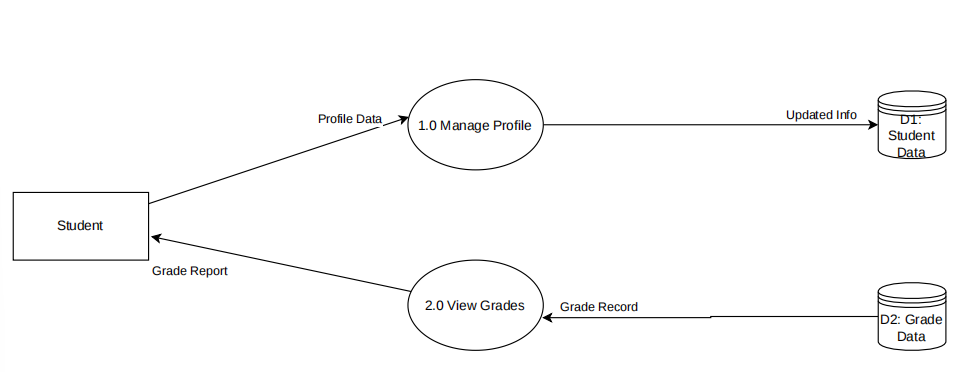 Profile Data
1.0 Manage Profile
Updated Info
D1:
Student
Data
Student
Grade Report
2.0 View Grades
Grade Record
D2: Grade
Data